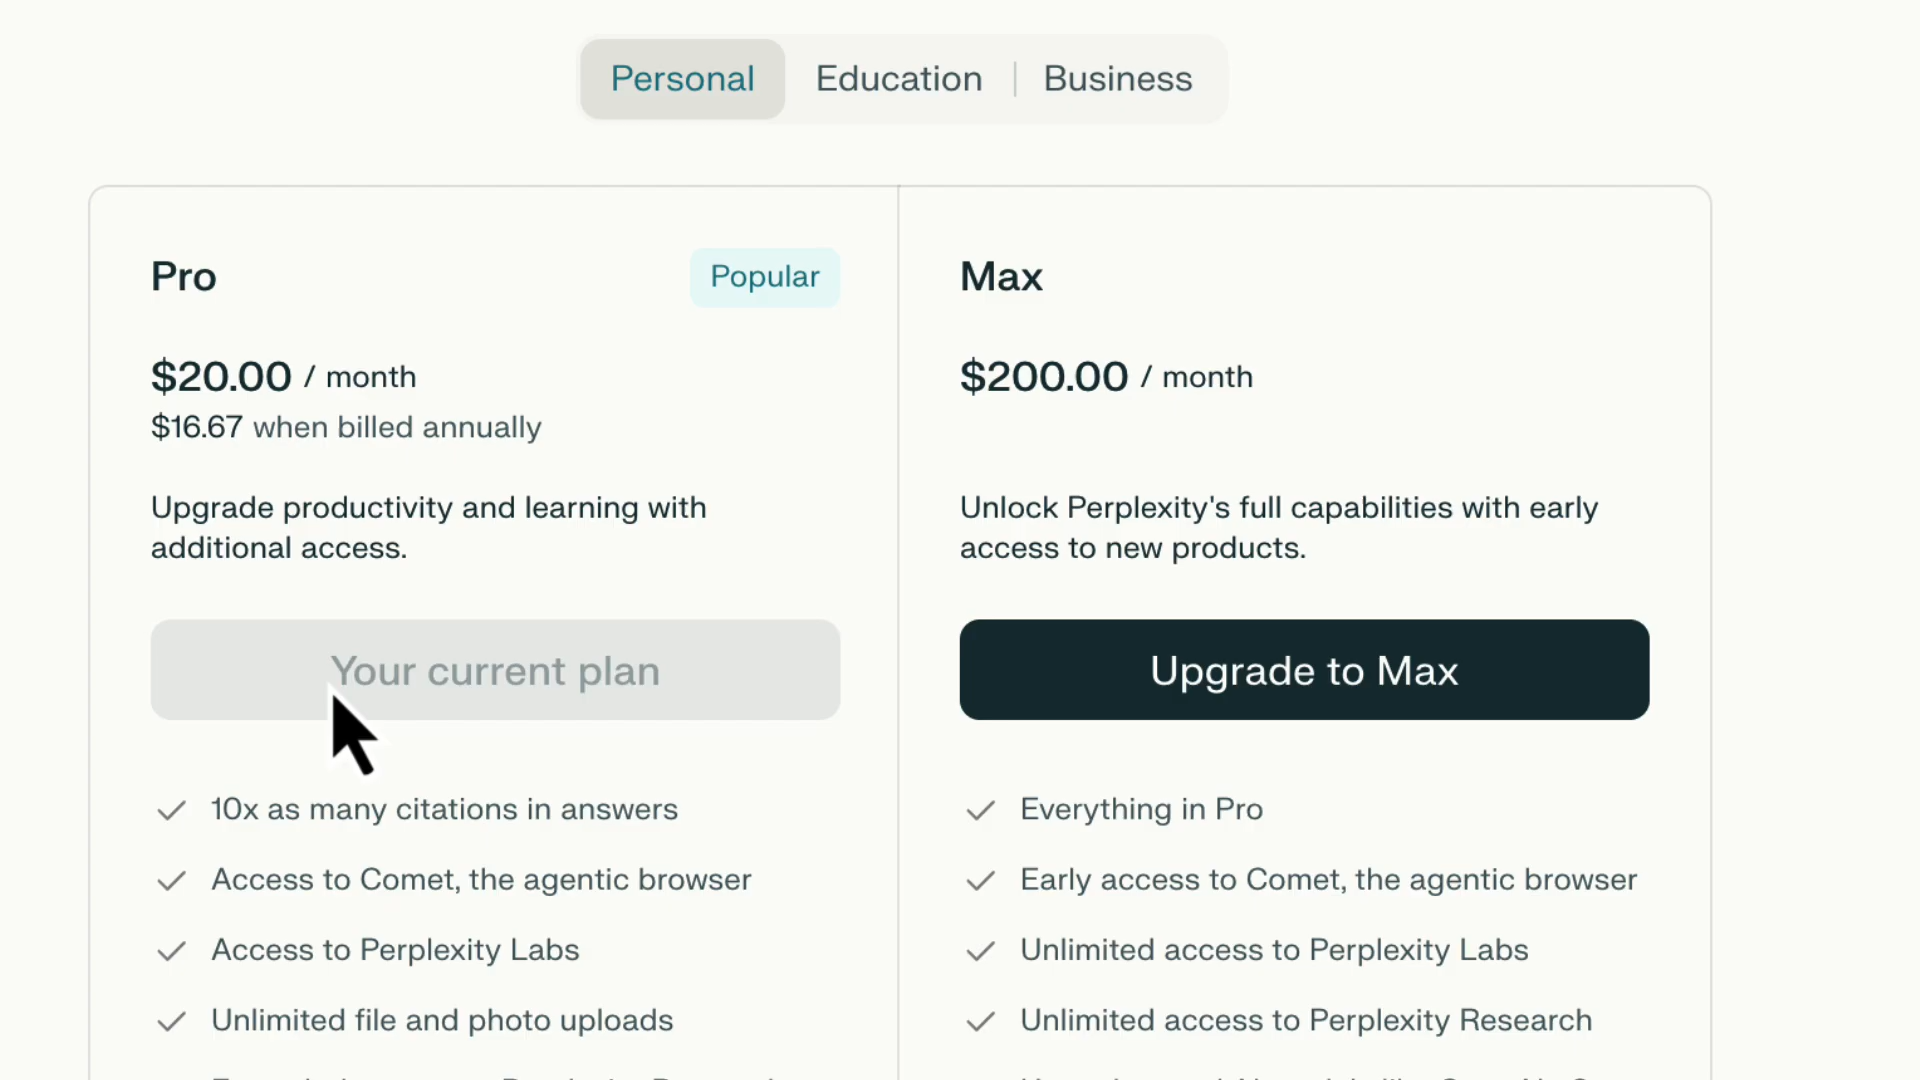 Personal
Education
Business
Pro
Popular
$20.00 / month
$16.67 when billed annually
Upgrade productivity and learning with
additional access.
Your current plan
10x as many citations in answers
Access to Comet, the agentic browser
Access to Perplexity Labs
Unlimited file and photo uploads
Max
$200.00 / month
Unlock Perplexity's full capabilities with early
access to new products.
Upgrade to Max
Everything in Pro
Early access to Comet, the agentic browser
Unlimited access to Perplexity Labs
Unlimited access to Perplexity Research